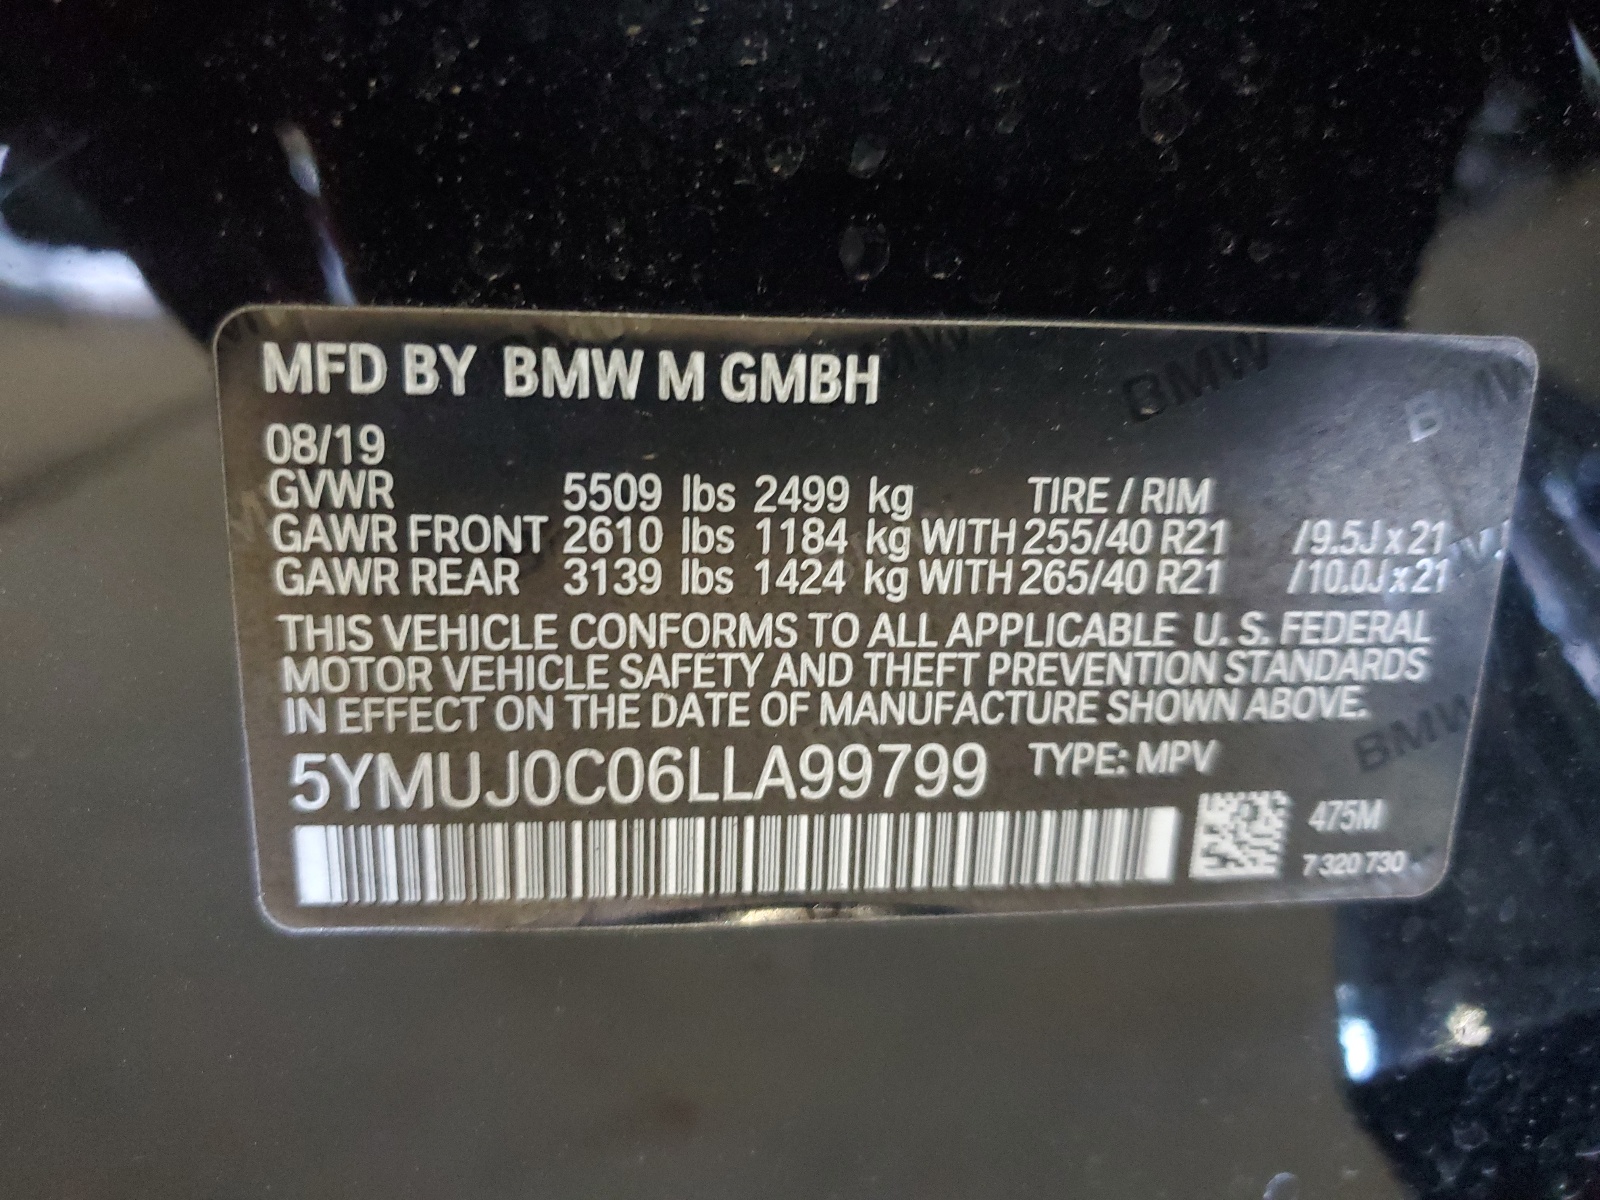 MFD BY BMW M GMBH
08/19
GVWR 5509 lbs 2499 kg TIRE / RIM
GAWR FRONT 2610 lbs 1184 kg WITH 255/40 R21 /9.5J x 21
GAWR REAR 3139 lbs 1424 kg WITH 265/40 R21 /10.0J x 21
THIS VEHICLE CONFORMS TO ALL APPLICABLE U. S. FEDERAL
MOTOR VEHICLE SAFETY AND THEFT PREVENTION STANDARDS
IN EFFECT ON THE DATE OF MANUFACTURE SHOWN ABOVE.
5YMUJ0C06LLA99799 TYPE: MPV
475M
7 320 730
BMW
BMW
BMW